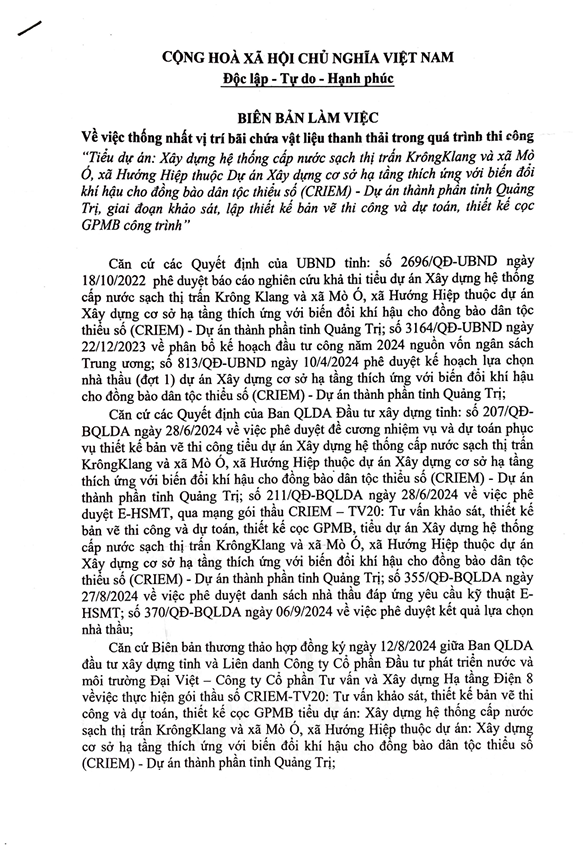 CỘNG HOÀ XÃ HỘI CHỦ NGHĨA VIỆT NAM
Độc lập - Tự do - Hạnh phúc
BIÊN BẢN LÀM VIỆC
Về việc thống nhất vị trí bãi chứa vật liệu thanh thải trong quá trình thi công
“Tiểu dự án: Xây dựng hệ thống cấp nước sạch thị trấn KrôngKlang và xã Mò
Ó, xã Hướng Hiệp thuộc Dự án Xây dựng cơ sở hạ tầng thích ứng với biến đổi
khí hậu cho đồng bào dân tộc thiểu số (CRIEM) - Dự án thành phần tỉnh Quảng
Trị, giai đoạn khảo sát, lập thiết kế bản vẽ thi công và dự toán, thiết kế cọc
GPMB công trình”
Căn cứ các Quyết định của UBND tỉnh: số 2696/QĐ-UBND ngày
18/10/2022 phê duyệt báo cáo nghiên cứu khả thi tiểu dự án Xây dựng hệ thống
cấp nước sạch thị trấn Krông Klang và xã Mò Ó, xã Hướng Hiệp thuộc dự án
Xây dựng cơ sở hạ tầng thích ứng với biến đổi khí hậu cho đồng bào dân tộc
thiểu số (CRIEM) - Dự án thành phần tỉnh Quảng Trị; số 3164/QĐ-UBND ngày
22/12/2023 về phân bổ kế hoạch đầu tư công năm 2024 nguồn vốn ngân sách
Trung ương; số 813/QĐ-UBND ngày 10/4/2024 phê duyệt kế hoạch lựa chọn
nhà thầu (đợt 1) dự án Xây dựng cơ sở hạ tầng thích ứng với biến đổi khí hậu
cho đồng bào dân tộc thiểu số (CRIEM) - Dự án thành phần tỉnh Quảng Trị;
Căn cứ các Quyết định của Ban QLDA Đầu tư xây dựng tỉnh: số 207/QĐ-
BQLDA ngày 28/6/2024 về việc phê duyệt đề cương nhiệm vụ và dự toán phục
vụ thiết kế bản vẽ thi công tiểu dự án Xây dựng hệ thống cấp nước sạch thị trấn
KrôngKlang và xã Mò Ó, xã Hướng Hiệp thuộc dự án Xây dựng cơ sở hạ tầng
thích ứng với biến đổi khí hậu cho đồng bào dân tộc thiểu số (CRIEM) - Dự án
thành phần tỉnh Quảng Trị; số 211/QĐ-BQLDA ngày 28/6/2024 về việc phê
duyệt E-HSMT, qua mạng gói thầu CRIEM – TV20: Tư vấn khảo sát, thiết kế
bản vẽ thi công và dự toán, thiết kế cọc GPMB, tiểu dự án Xây dựng hệ thống
cấp nước sạch thị trấn KrôngKlang và xã Mò Ó, xã Hướng Hiệp thuộc dự án
Xây dựng cơ sở hạ tầng thích ứng với biến đổi khí hậu cho đồng bào dân tộc
thiểu số (CRIEM) - Dự án thành phần tỉnh Quảng Trị; số 355/QĐ-BQLDA ngày
27/8/2024 về việc phê duyệt danh sách nhà thầu đáp ứng yêu cầu kỹ thuật E-
HSMT; số 370/QĐ-BQLDA ngày 06/9/2024 về việc phê duyệt kết quả lựa chọn
nhà thầu;
Căn cứ Biên bản thương thảo hợp đồng ký ngày 12/8/2024 giữa Ban QLDA
đầu tư xây dựng tỉnh và Liên danh Công ty Cổ phần Đầu tư phát triển nước và
môi trường Đại Việt – Công ty Cổ phần Tư vấn và Xây dựng Hạ tầng Điện 8
vềviệc thực hiện gói thầu số CRIEM-TV20: Tư vấn khảo sát, thiết kế bản vẽ thi
công và dự toán, thiết kế cọc GPMB tiểu dự án: Xây dựng hệ thống cấp nước
sạch thị trấn KrôngKlang và xã Mò Ó, xã Hướng Hiệp thuộc dự án: Xây dựng
cơ sở hạ tầng thích ứng với biến đổi khí hậu cho đồng bào dân tộc thiểu số
(CRIEM) - Dự án thành phần tỉnh Quảng Trị;